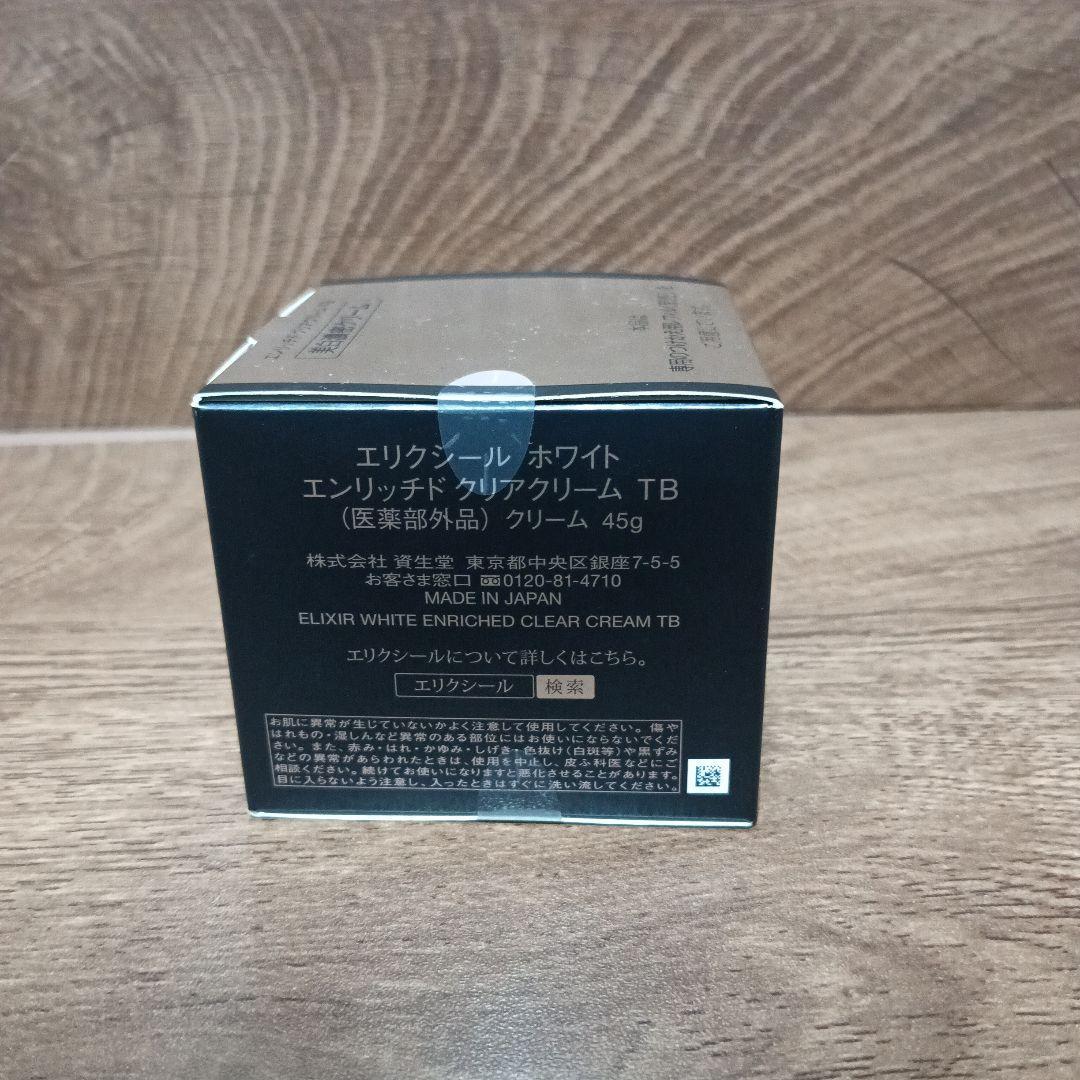 エリクシール ホワイト
エンリッチド クリアクリーム TB
(医薬部外品) クリーム 45g
株式会社 資生堂 東京都中央区銀座7-5-5
お客さま窓口 0120-81-4710
MADE IN JAPAN
ELIXIR WHITE ENRICHED CLEAR CREAM TB
エリクシールについて詳しくはこちら。
エリクシール 検索
お肌に異常が生じていないかよく注意して使用してください。傷や
はれもの・湿しんなど異常のある部位にはお使いにならないでくだ
さい。また、赤み・はれ・かゆみ・しげき・色抜け(白斑等)や黒ずみ
などの異常があらわれたときは、使用を中止し、皮ふ科医などにご
相談ください。続けてお使いになりますと悪化させることがあります。
目に入らないよう注意し、入ったときはすぐに洗い流してください。